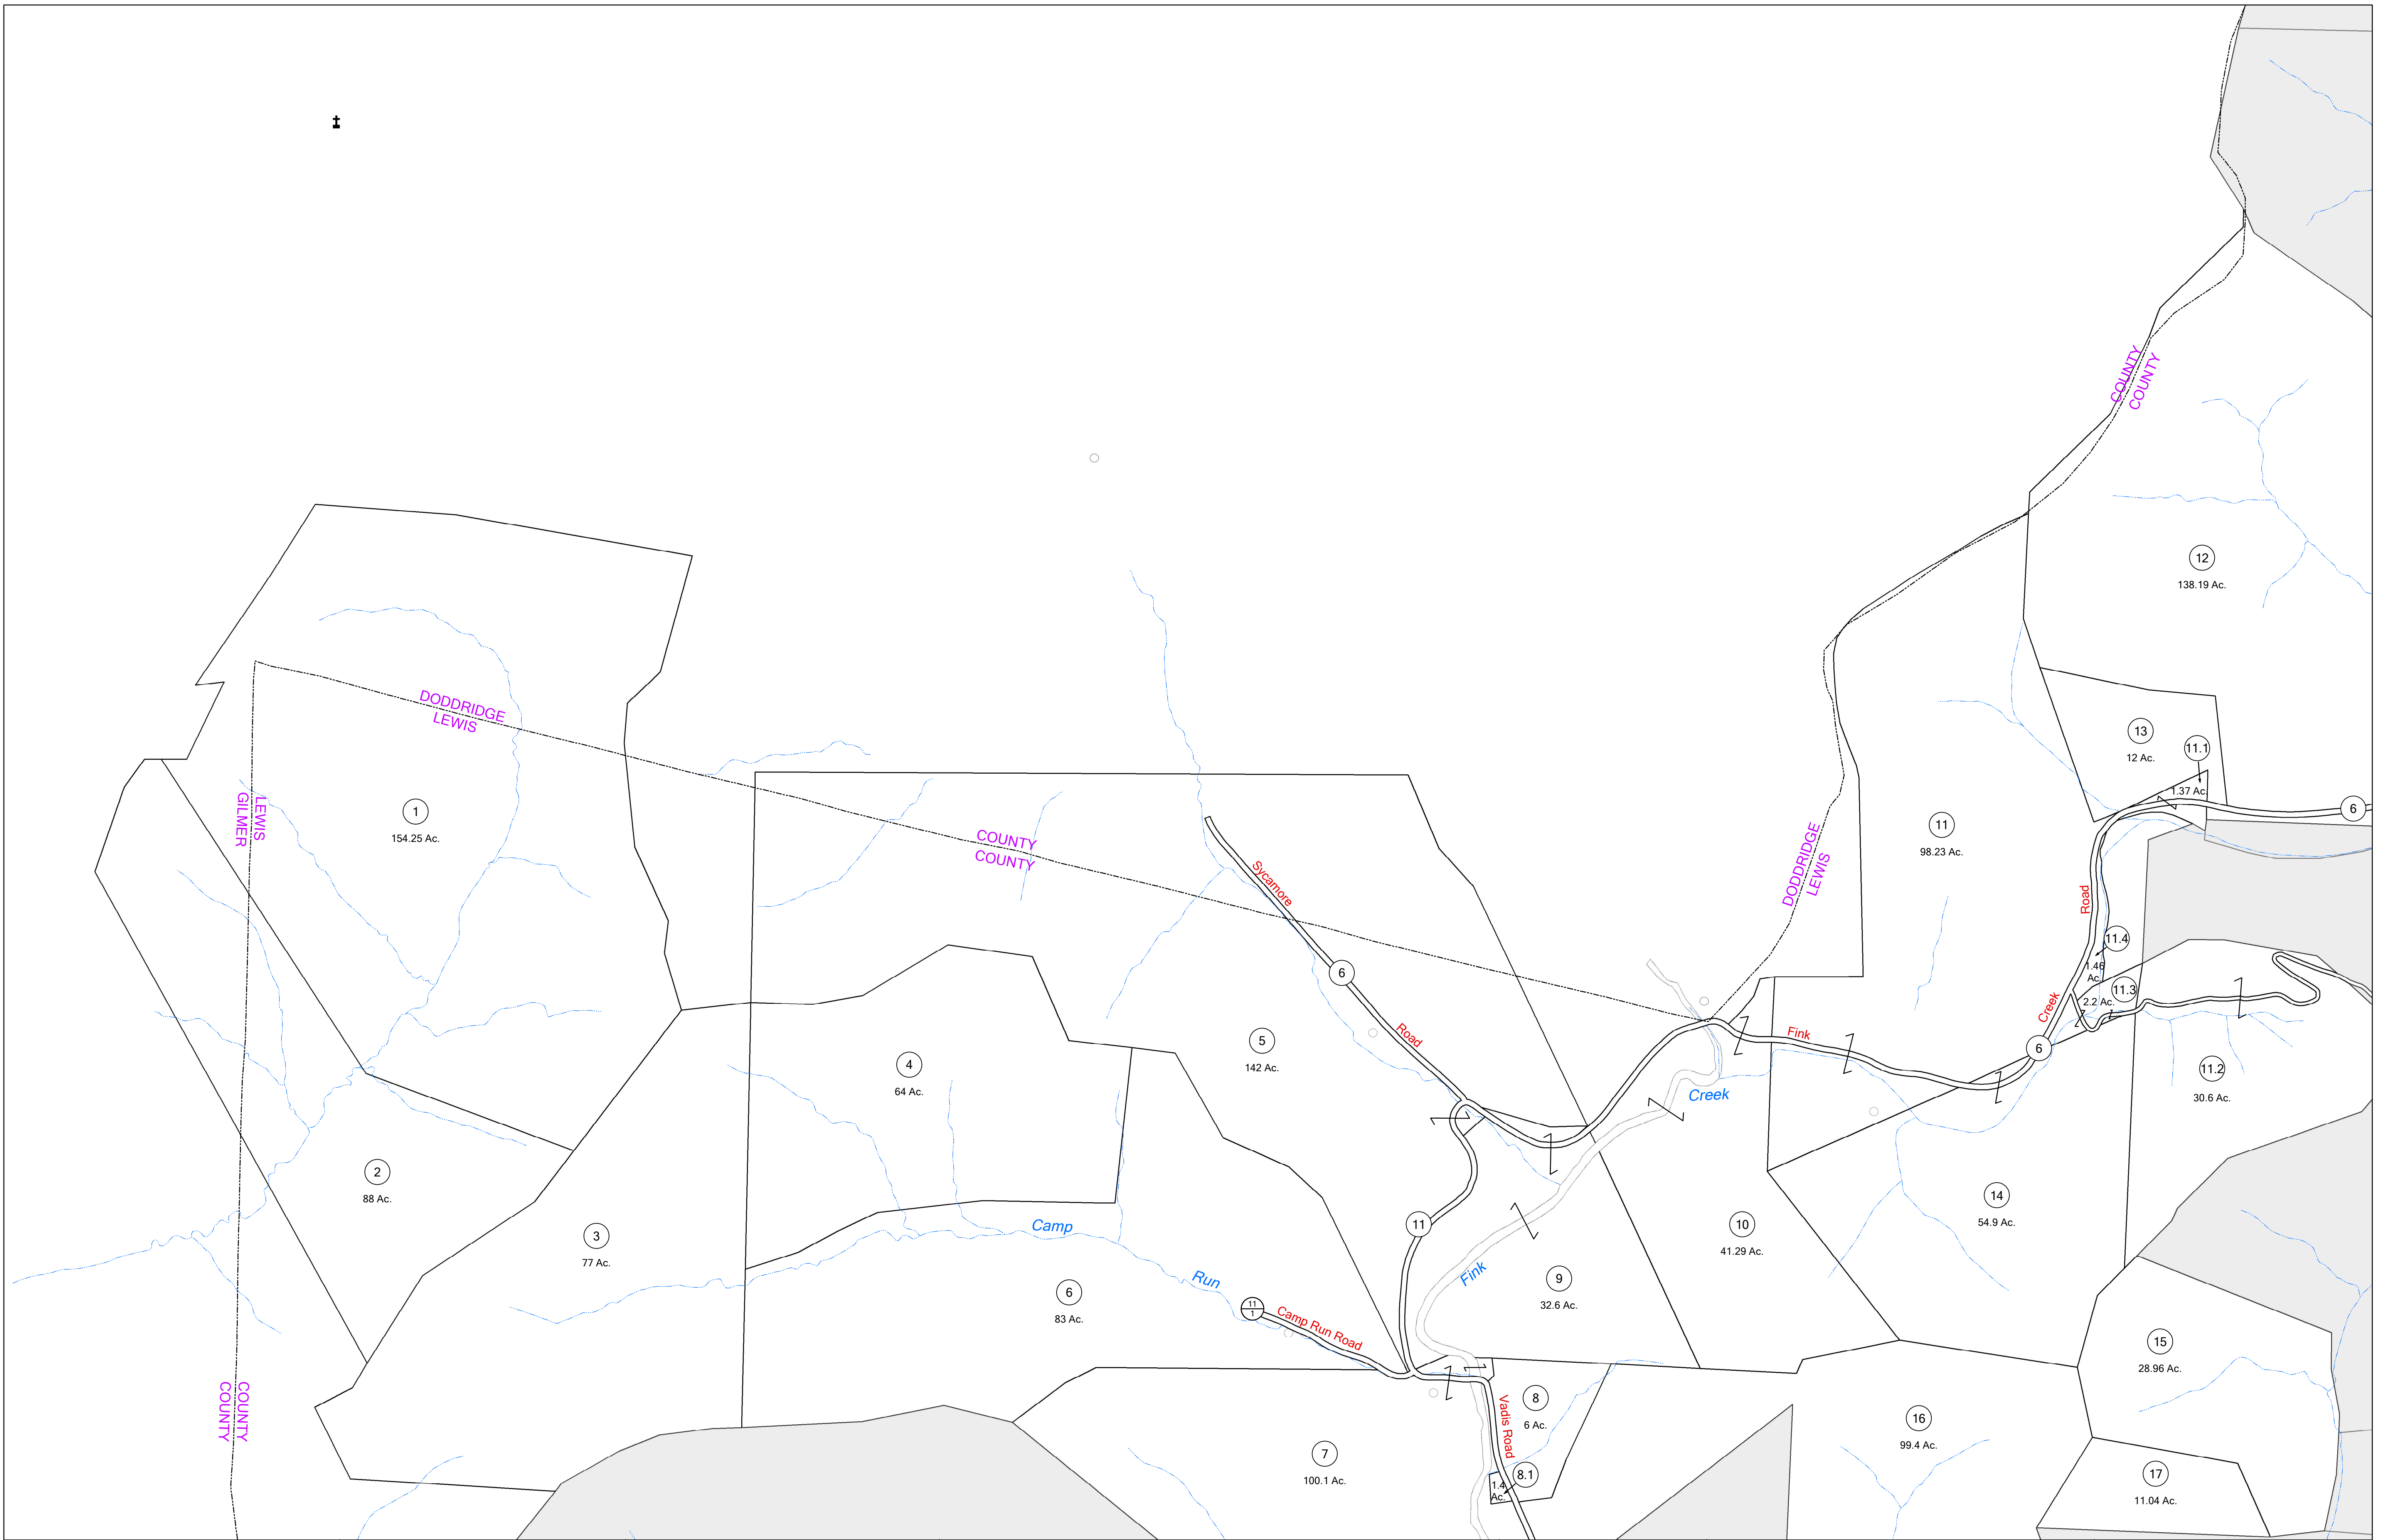 COUNTY
COUNTY
12
138.19 Ac.
DODDRIDGE
LEWIS
13
12 Ac.
11.1
1.37 Ac.
6
LEWIS
GILMER
1
154.25 Ac.
COUNTY
COUNTY
DODDRIDGE
LEWIS
11
98.23 Ac.
Sycamore
Road
11.4
1.46
Ac.
6
11.3
2.2 Ac.
Creek
Road
Fink
6
5
142 Ac.
4
64 Ac.
Creek
11.2
30.6 Ac.
2
88 Ac.
14
54.9 Ac.
3
77 Ac.
Camp
11
10
41.29 Ac.
Run
Fink
9
32.6 Ac.
6
83 Ac.
11
1
Camp Run Road
15
28.96 Ac.
COUNTY
COUNTY
8
6 Ac.
Vadis Road
16
99.4 Ac.
7
100.1 Ac.
8.1
1.4
Ac.
17
11.04 Ac.